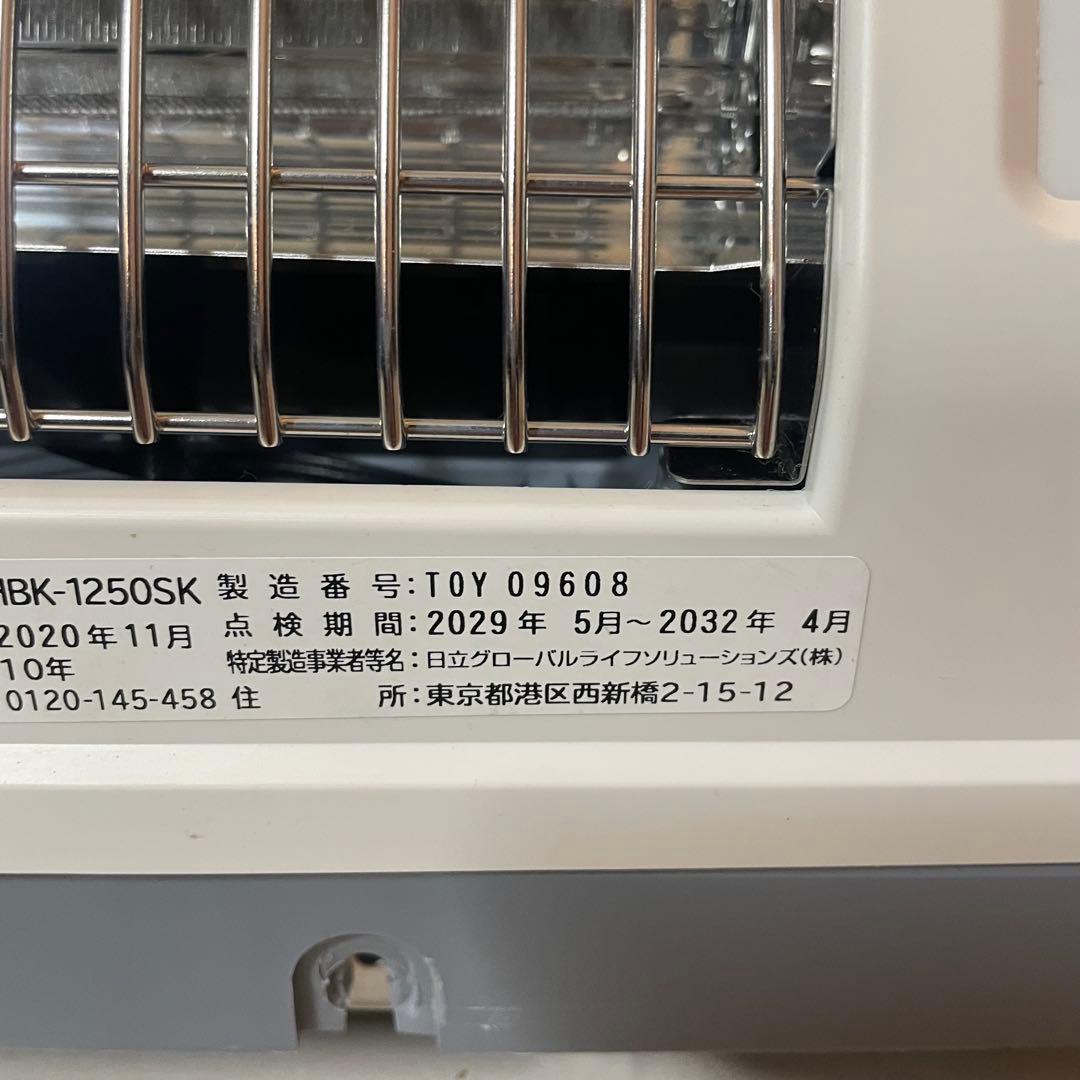 HBK-1250SK 製造番号:T0Y 09608
2020年11月 点検期間:2029年 5月～2032年 4月
10年 特定製造事業者等名:日立グローバルライフソリューションズ(株)
0120-145-458 住所:東京都港区西新橋2-15-12